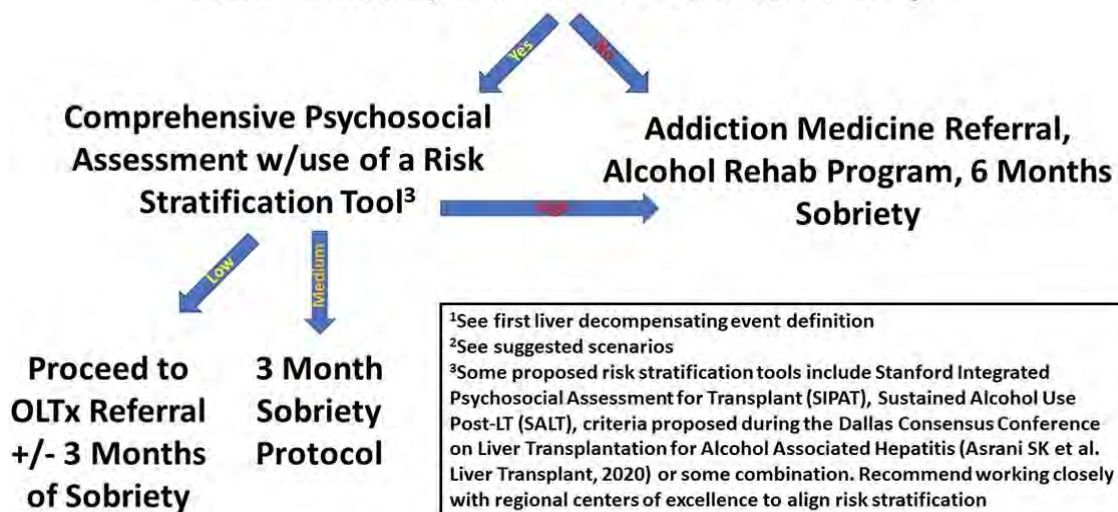 Yes
No
Comprehensive Psychosocial
Assessment w/use of a Risk
Stratification Tool³
Addiction Medicine Referral,
Alcohol Rehab Program, 6 Months
Sobriety
High
Low
Medium
Proceed to
OLTx Referral
+/- 3 Months
of Sobriety
3 Month
Sobriety
Protocol
¹See first liver decompensating event definition
²See suggested scenarios
³Some proposed risk stratification tools include Stanford Integrated
Psychosocial Assessment for Transplant (SIPAT), Sustained Alcohol Use
Post-LT (SALT), criteria proposed during the Dallas Consensus Conference
on Liver Transplantation for Alcohol Associated Hepatitis (Asrani SK et al.
Liver Transplant, 2020) or some combination. Recommend working closely
with regional centers of excellence to align risk stratification